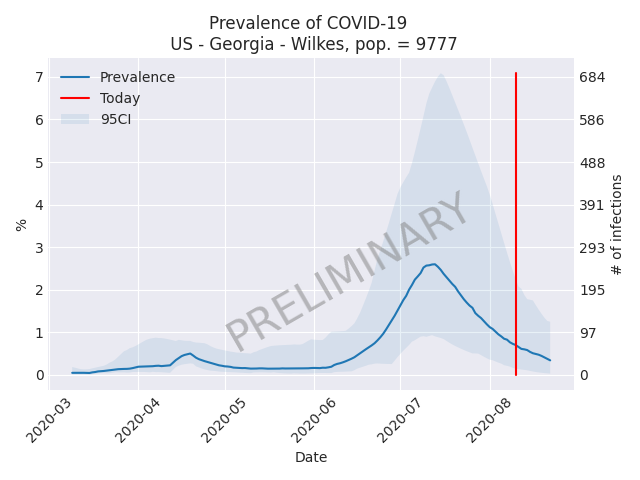 Prevalence of COVID-19
US - Georgia - Wilkes, pop. = 9777
Prevalence
Today
95CI
7
6
5
4
3
2
1
0
%
684
586
488
391
293
195
97
0
# of infections
PRELIMINARY
2020-03
2020-04
2020-05
2020-06
2020-07
2020-08
Date